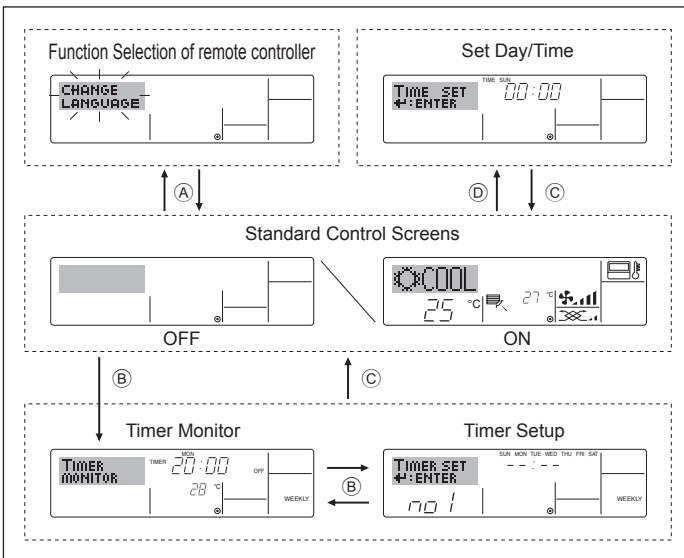 Function Selection of remote controller
CHANGE
LANGUAGE
Set Day/Time
TIME SUN
TIME SET
↵:ENTER
00:00
Ⓐ
Ⓓ
Ⓒ
Standard Control Screens
COOL
25 °C
27 °C
OFF
ON
Ⓑ
Ⓒ
Timer Monitor
TIMER
MONITOR
TIMER
MON
20:00
OFF
28 °C
WEEKLY
Ⓑ
Timer Setup
SUN MON TUE WED THU FRI SAT
TIMER SET
↵:ENTER
--:--
no 1
WEEKLY